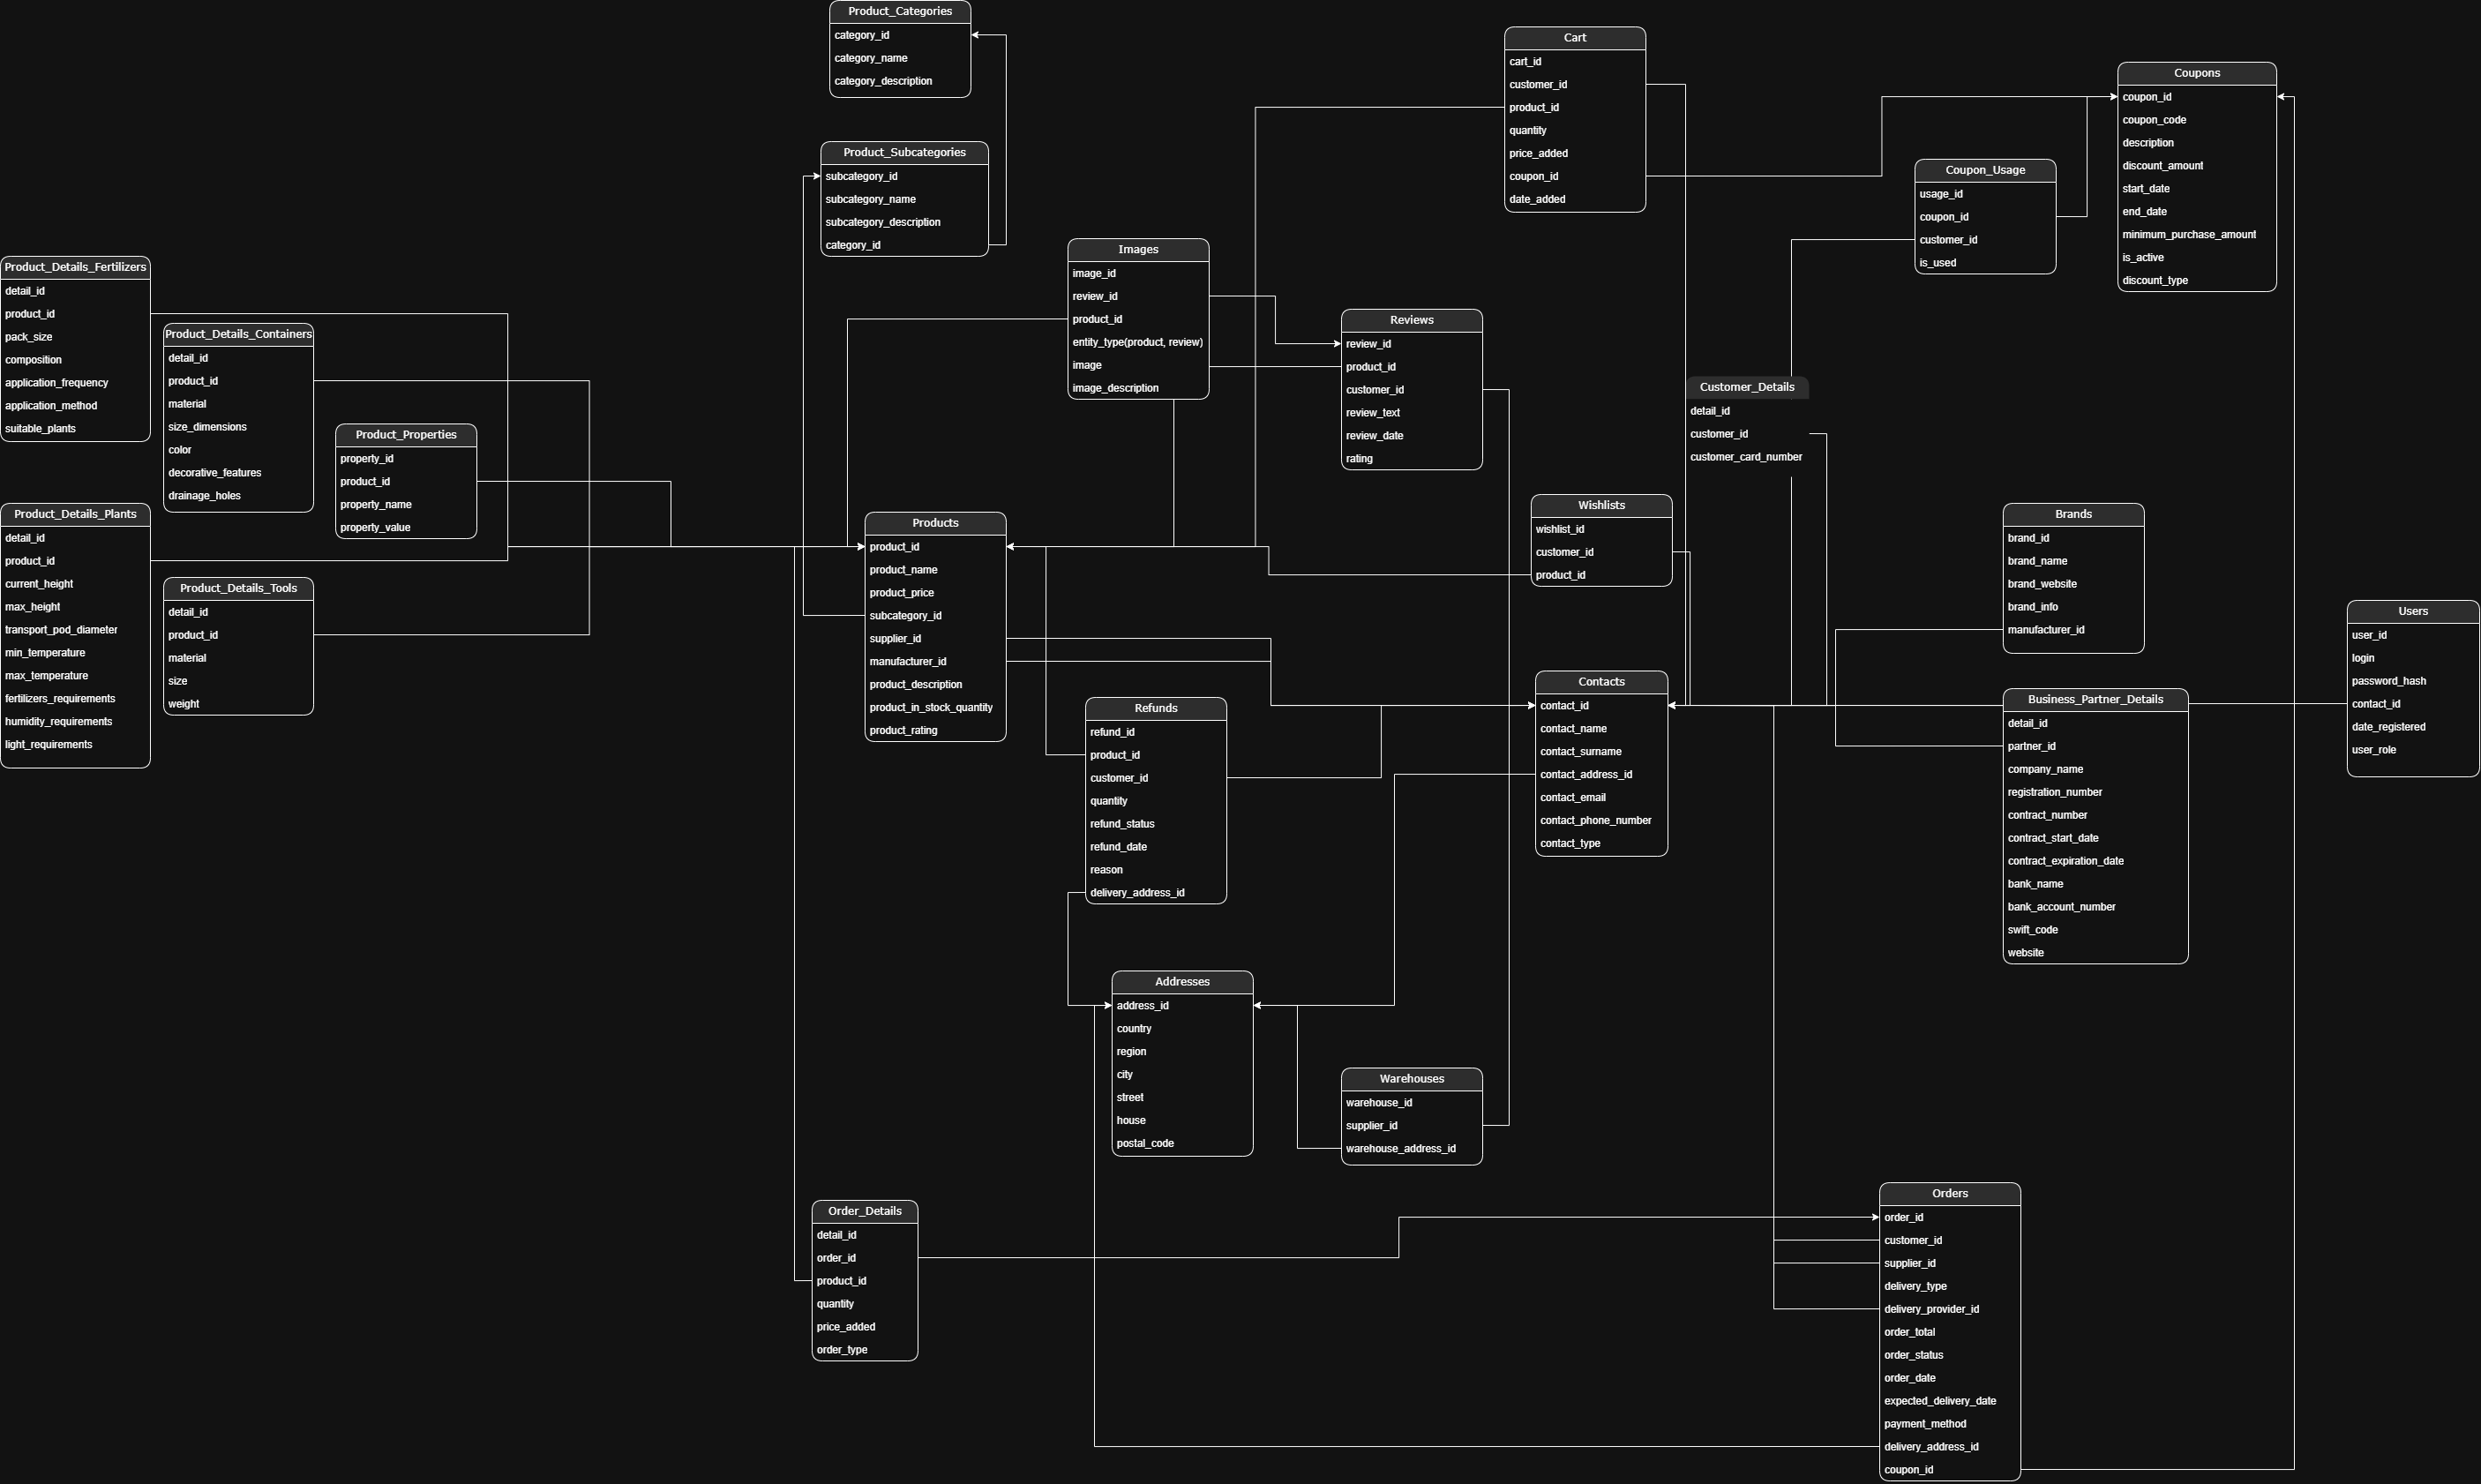 Product_Categories
category_id
category_name
category_description
Product_Subcategories
subcategory_id
subcategory_name
subcategory_description
category_id
Cart
cart_id
customer_id
product_id
quantity
price_added
coupon_id
date_added
Coupons
coupon_id
coupon_code
description
discount_amount
start_date
end_date
minimum_purchase_amount
is_active
discount_type
Coupon_Usage
usage_id
coupon_id
customer_id
is_used
Images
image_id
review_id
product_id
entity_type(product, review)
image
image_description
Reviews
review_id
product_id
customer_id
review_text
review_date
rating
Product_Details_Fertilizers
detail_id
product_id
pack_size
composition
application_frequency
application_method
suitable_plants
Product_Details_Containers
detail_id
product_id
material
size_dimensions
color
decorative_features
drainage_holes
Product_Properties
property_id
product_id
property_name
property_value
Customer_Details
detail_id
customer_id
customer_card_number
Product_Details_Plants
detail_id
product_id
current_height
max_height
transport_pod_diameter
min_temperature
max_temperature
fertilizers_requirements
humidity_requirements
light_requirements
Product_Details_Tools
detail_id
product_id
material
size
weight
Products
product_id
product_name
product_price
subcategory_id
supplier_id
manufacturer_id
product_description
product_in_stock_quantity
product_rating
Wishlists
wishlist_id
customer_id
product_id
Brands
brand_id
brand_name
brand_website
brand_info
manufacturer_id
Users
user_id
login
password_hash
contact_id
date_registered
user_role
Refunds
refund_id
product_id
customer_id
quantity
refund_status
refund_date
reason
delivery_address_id
Contacts
contact_id
contact_name
contact_surname
contact_address_id
contact_email
contact_phone_number
contact_type
Business_Partner_Details
detail_id
partner_id
company_name
registration_number
contract_number
contract_start_date
contract_expiration_date
bank_name
bank_account_number
swift_code
website
Addresses
address_id
country
region
city
street
house
postal_code
Warehouses
warehouse_id
supplier_id
warehouse_address_id
Order_Details
detail_id
order_id
product_id
quantity
price_added
order_type
Orders
order_id
customer_id
supplier_id
delivery_type
delivery_provider_id
order_total
order_status
order_date
expected_delivery_date
payment_method
delivery_address_id
coupon_id